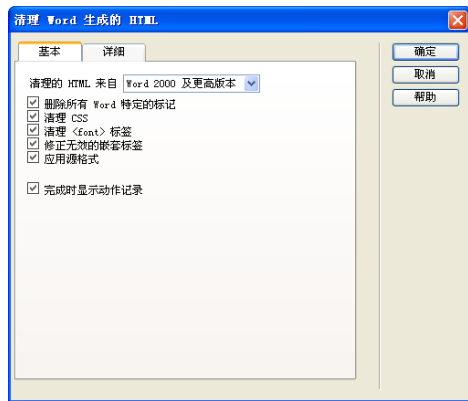 清理 Word 生成的 HTML
基本 详细
确定
取消
帮助
清理的 HTML 来自 Word 2000 及更高版本
删除所有 Word 特定的标记
清理 CSS
清理 <font> 标签
修正无效的嵌套标签
应用源格式
完成时显示动作记录